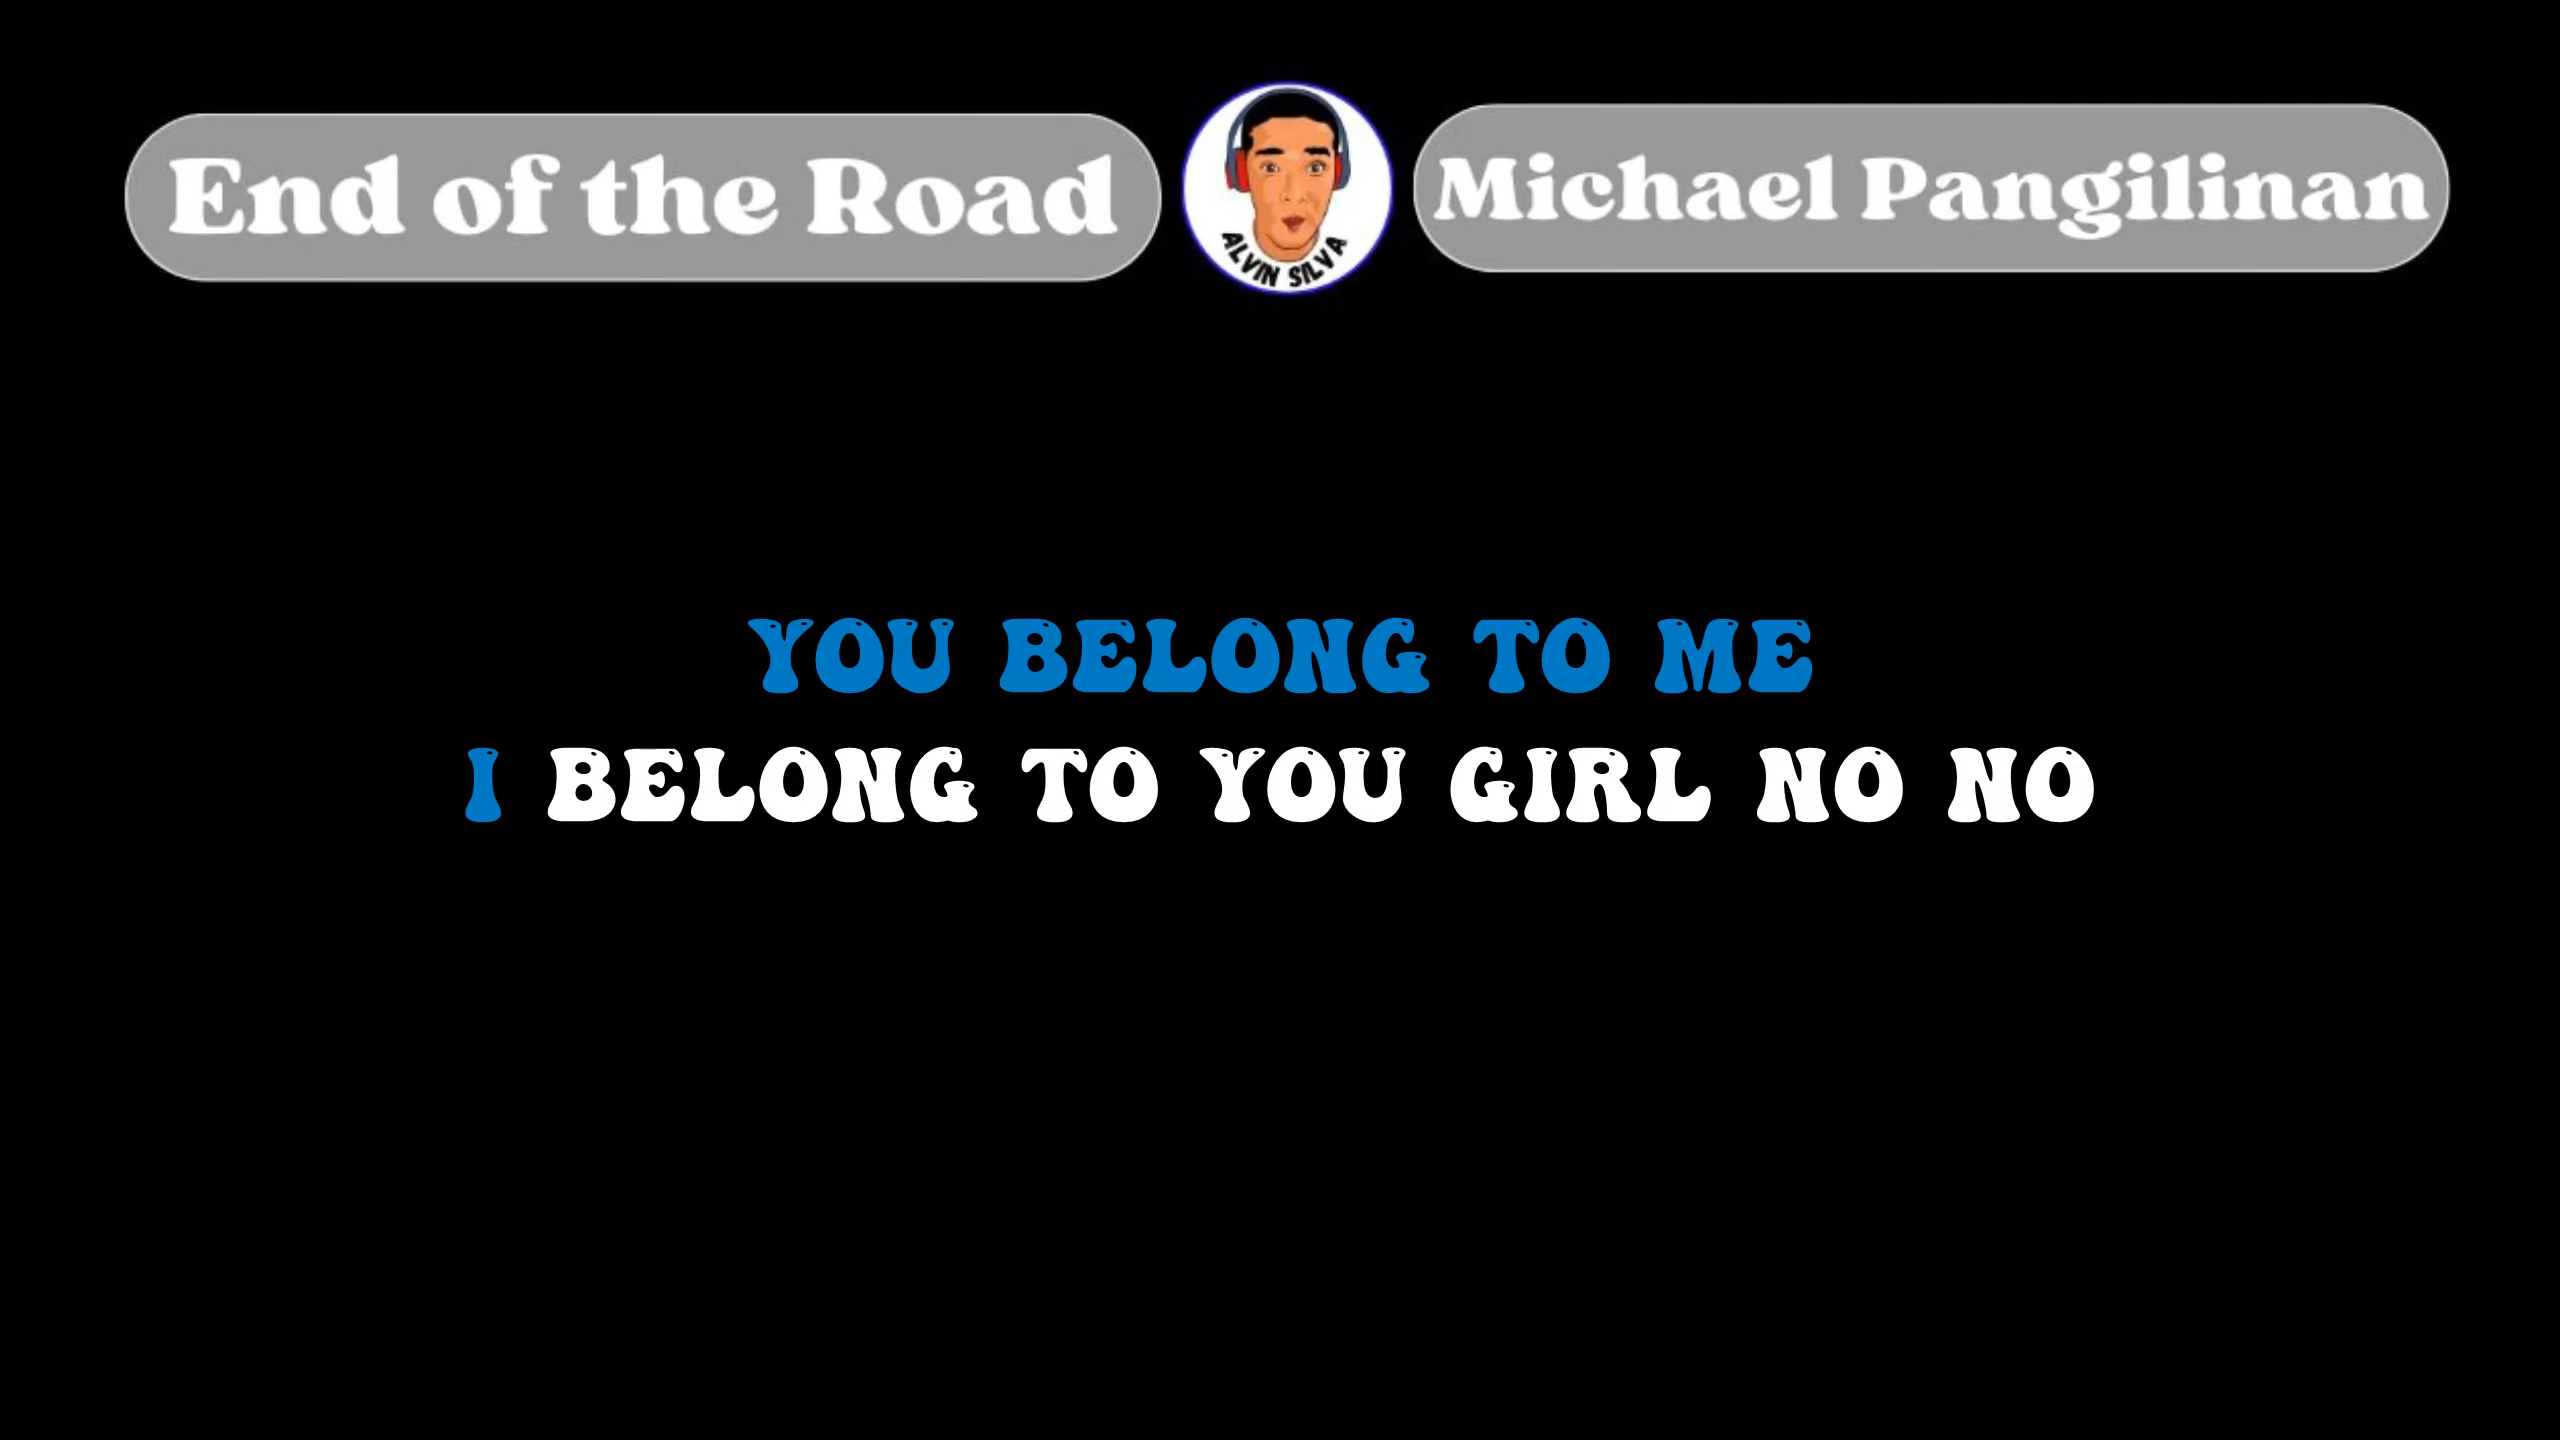 End of the Road
ALVIN SILVA
Michael Pangilinan
YOU BELONG TO ME
I BELONG TO YOU GIRL NO NO